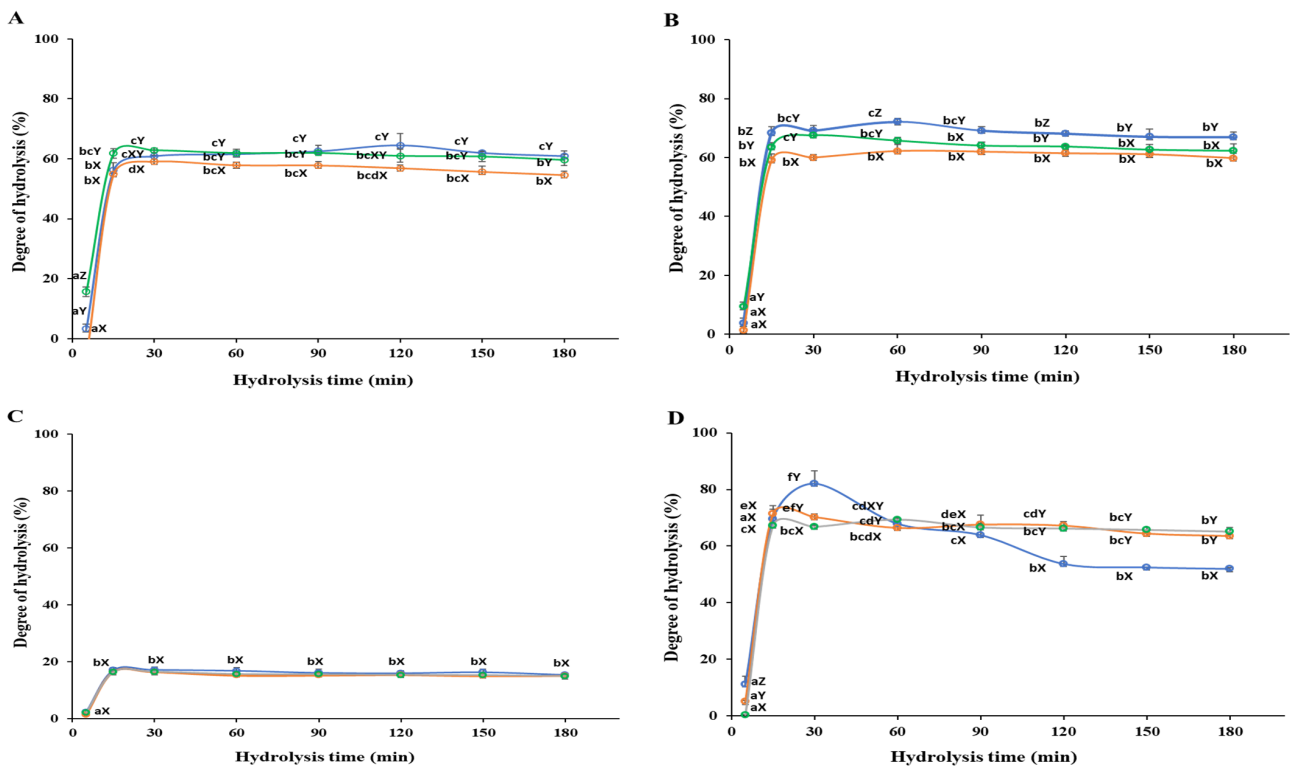 A
Degree of hydrolysis (%)
100
80
60
40
20
0
cY cY cY cY cY cY
bcY cXY bcY bcY bcXY bcY bY
bX dX bcX bcX bcdX bcX bX
bX
aZ
aY
aX
0 30 60 90 120 150 180
Hydrolysis time (min)
B
Degree of hydrolysis (%)
100
80
60
40
20
0
bZ bcY cZ bcY bZ bY bY
bY cY bcY bX bY bX bX
bX bX bX bX bX bX bX
aY
aX
aX
0 30 60 90 120 150 180
Hydrolysis time (min)
C
Degree of hydrolysis (%)
100
80
60
40
20
0
bX bX bX bX bX bX bX
aX
0 30 60 90 120 150 180
Hydrolysis time (min)
D
Degree of hydrolysis (%)
100
80
60
40
20
0
fY
eX efY cdXY deX cdY bcY bY
aX cdY bcX bcY bcY bY
cX bcX bcdX cX bX bX bX
aZ
aY
aX
0 30 60 90 120 150 180
Hydrolysis time (min)